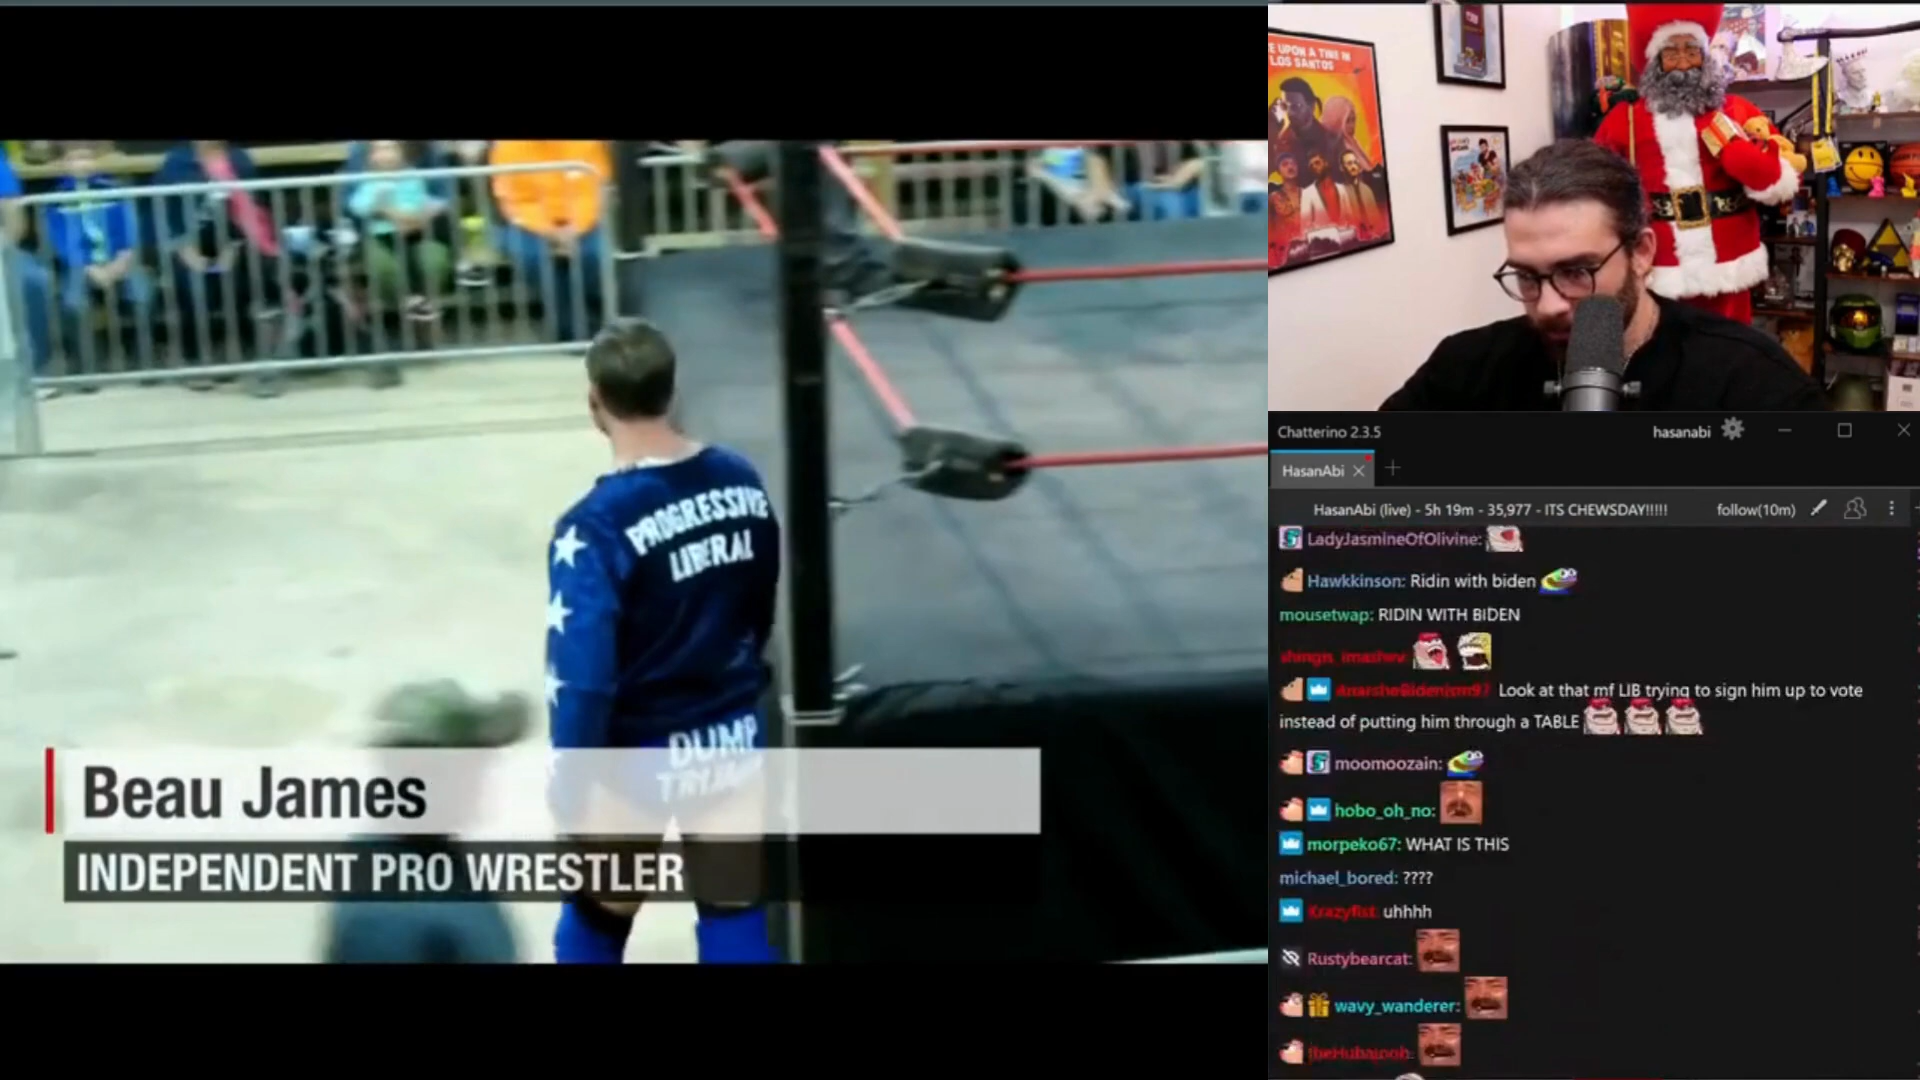 PROGRESSIVE
LIBERAL
DUMP
Beau James
INDEPENDENT PRO WRESTLER
E UPON A TIME IN
LOS SANTOS
Chatterino 2.3.5
hasanabi
HasanAbi
HasanAbi (live) - 5h 19m - 35,977 - ITS CHEWSDAY!!!!!
follow(10m)
LadyJasmineOfOlivine:
Hawkkinson: Ridin with biden
mousetwap: RIDIN WITH BIDEN
shingis_imashev:
AnarshoBidenism97: Look at that mf LIB trying to sign him up to vote
instead of putting him through a TABLE
moomoozain:
hobo_oh_no:
morpeko67: WHAT IS THIS
michael_bored: ????
Krazyfist: uhhhh
Rustybearcat:
wavy_wanderer: